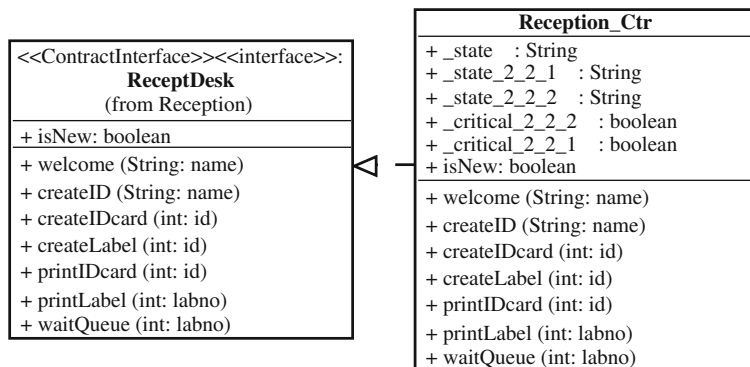 <<ContractInterface>><<interface>>:
ReceptDesk
(from Reception)
+ isNew: boolean
+ welcome (String: name)
+ createID (String: name)
+ createIDcard (int: id)
+ createLabel (int: id)
+ printIDcard (int: id)
+ printLabel (int: labno)
+ waitQueue (int: labno)
Reception_Ctr
+ _state : String
+ _state_2_2_1 : String
+ _state_2_2_2 : String
+ _critical_2_2_2 : boolean
+ _critical_2_2_1 : boolean
+ isNew: boolean
+ welcome (String: name)
+ createID (String: name)
+ createIDcard (int: id)
+ createLabel (int: id)
+ printIDcard (int: id)
+ printLabel (int: labno)
+ waitQueue (int: labno)